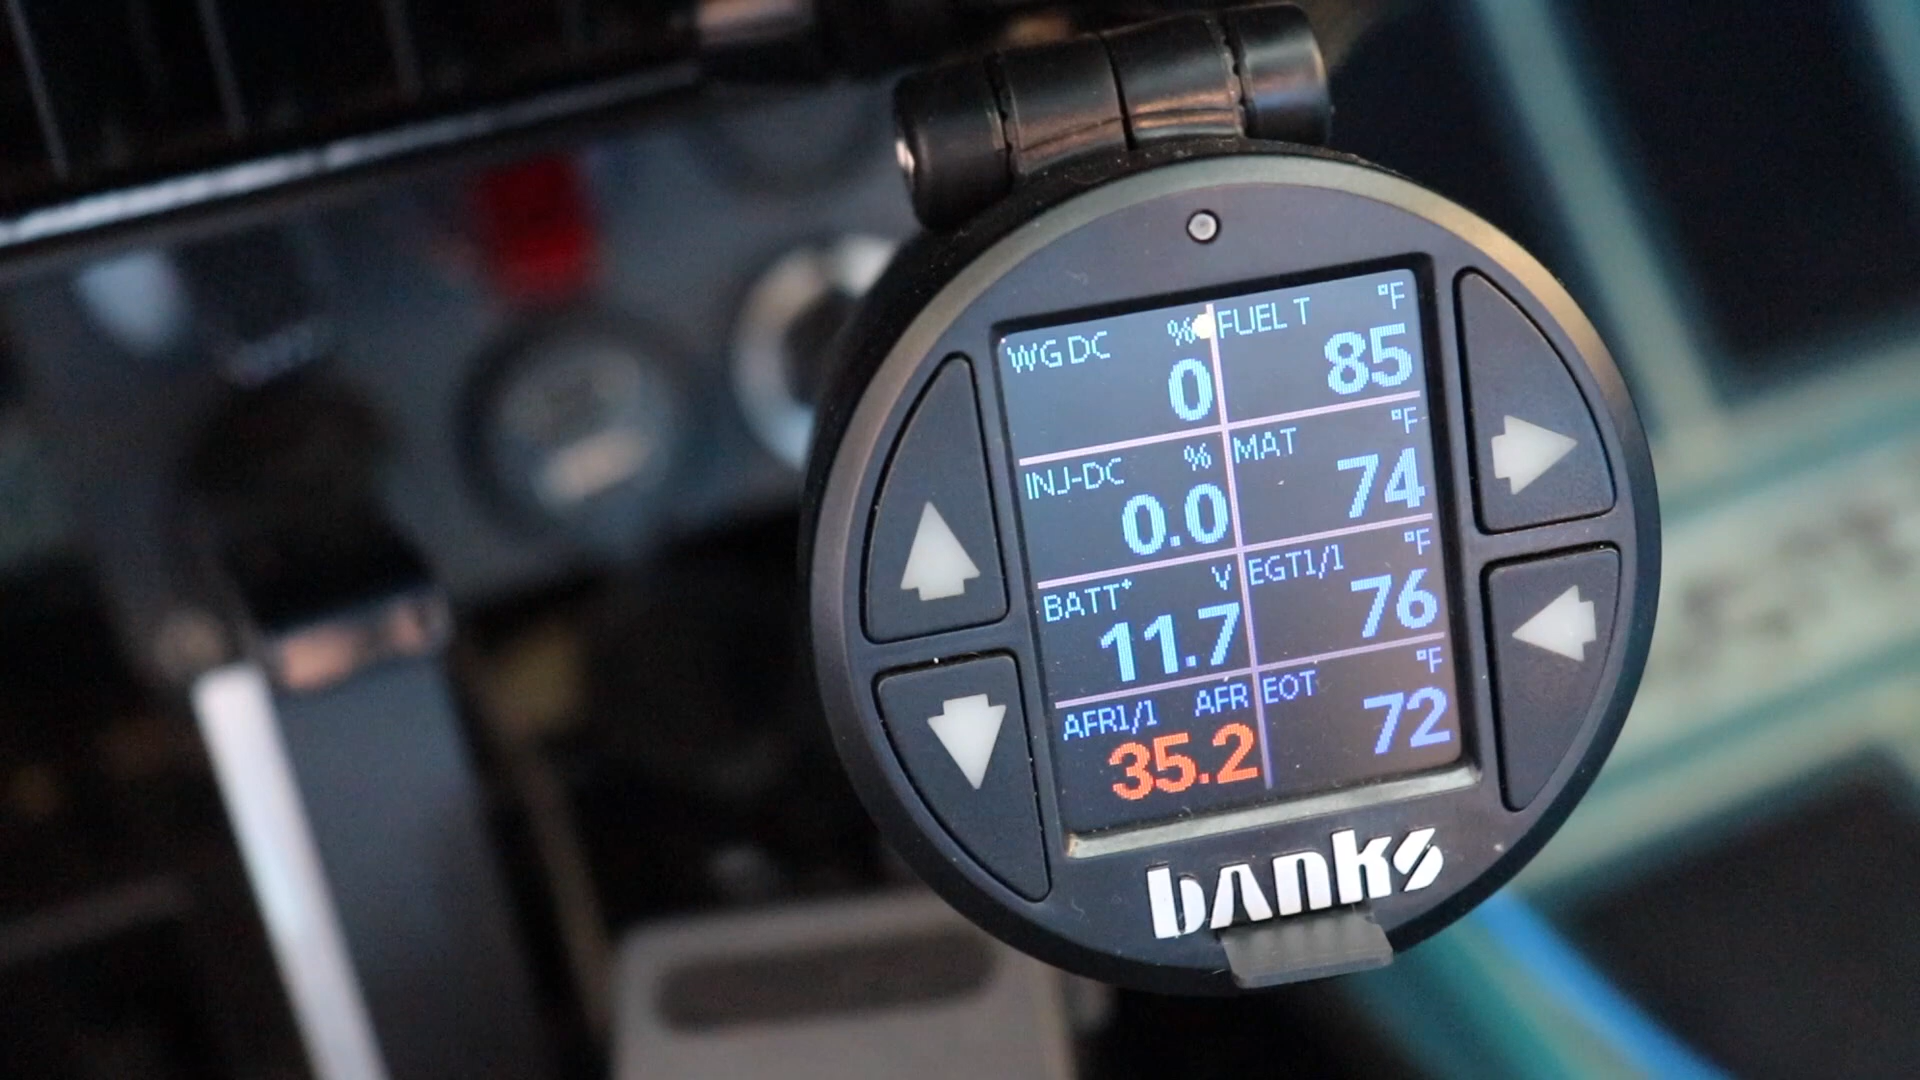 WG DC % 0
FUEL T °F 85
INJ-DC % 0.0
MAT °F 74
BATT+ V 11.7
EGT1/1 °F 76
AFR1/1 AFR 35.2
EOT °F 72
banks